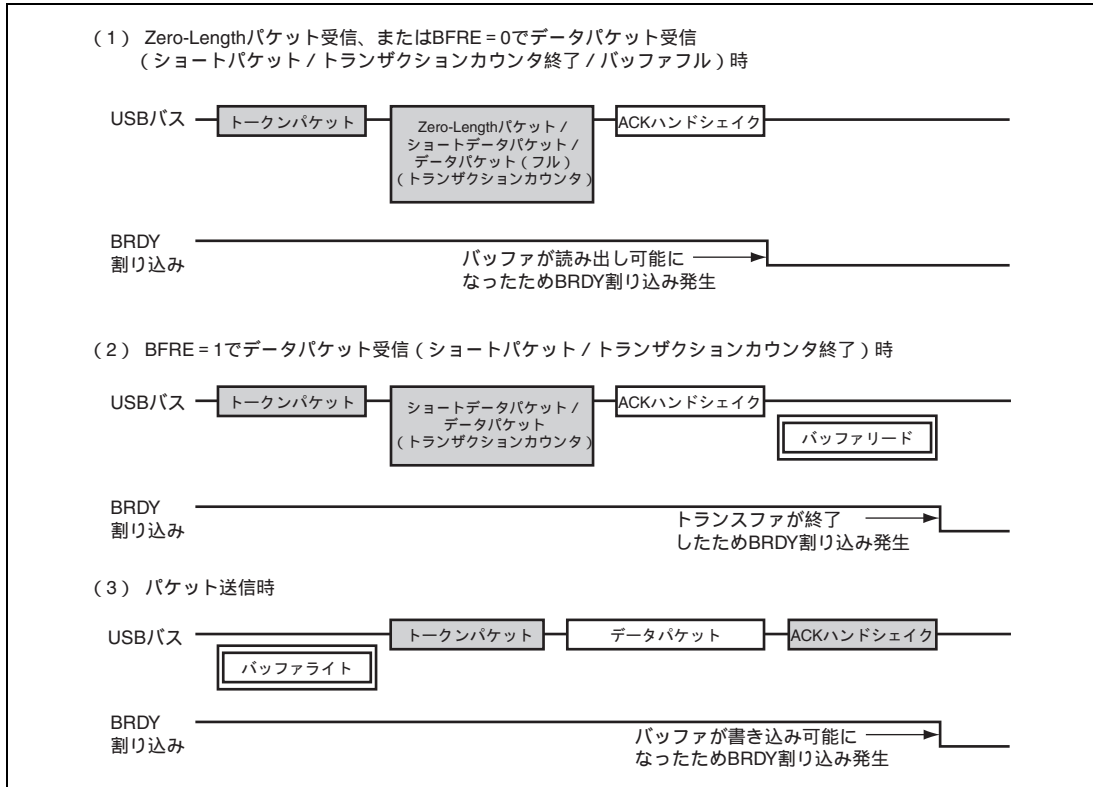 (1) Zero-Lengthパケット受信、またはBFRE = 0でデータパケット受信
(ショートパケット / トランザクションカウンタ終了 / バッファフル)時
USBバス
トークンパケット
Zero-Lengthパケット /
ショートデータパケット /
データパケット(フル)
(トランザクションカウンタ)
ACKハンドシェイク
BRDY
割り込み
バッファが読み出し可能に
なったためBRDY割り込み発生
(2) BFRE = 1でデータパケット受信(ショートパケット / トランザクションカウンタ終了)時
USBバス
トークンパケット
ショートデータパケット /
データパケット
(トランザクションカウンタ)
ACKハンドシェイク
バッファリード
BRDY
割り込み
トランスファが終了
したためBRDY割り込み発生
(3) パケット送信時
USBバス
トークンパケット
データパケット
ACKハンドシェイク
バッファライト
BRDY
割り込み
バッファが書き込み可能に
なったためBRDY割り込み発生